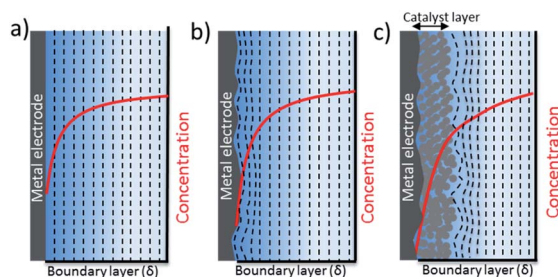 a)
Metal electrode
Concentration
Boundary layer (δ)
b)
Metal electrode
Concentration
Boundary layer (δ)
c)
Catalyst layer
Metal electrode
Concentration
Boundary layer (δ)